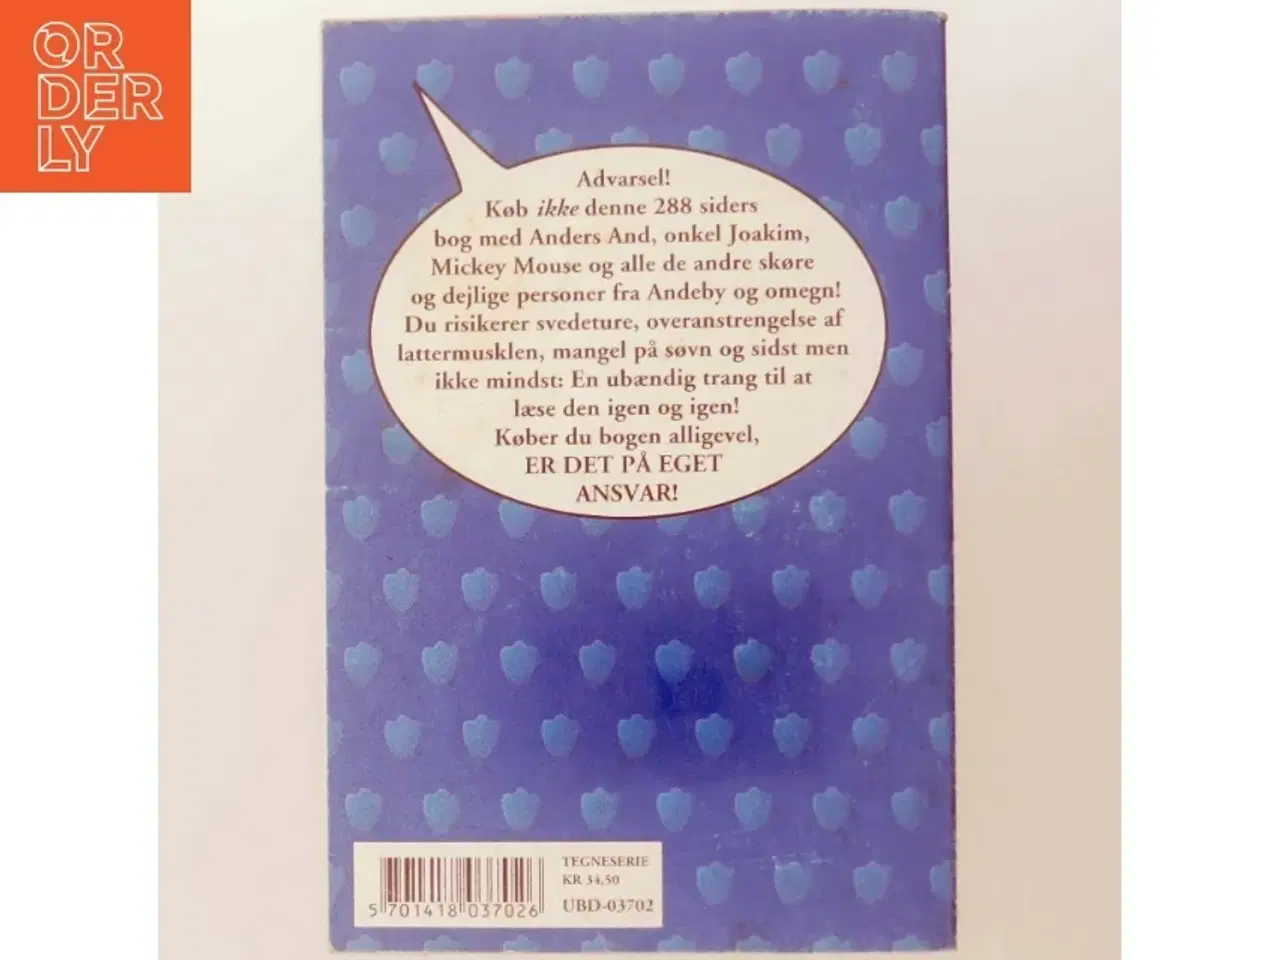 OR
DER
LY
Advarsel!
Køb ikke denne 288 siders
bog med Anders And, onkel Joakim,
Mickey Mouse og alle de andre skøre
og dejlige personer fra Andeby og omegn!
Du risikerer svedeture, overanstrengelse af
lattermusklen, mangel på søvn og sidst men
ikke mindst: En ubændig trang til at
læse den igen og igen!
Køber du bogen alligevel,
ER DET PÅ EGET
ANSVAR!
TEGNESERIE
KR 34,50
UBD-03702
5 701418 037026